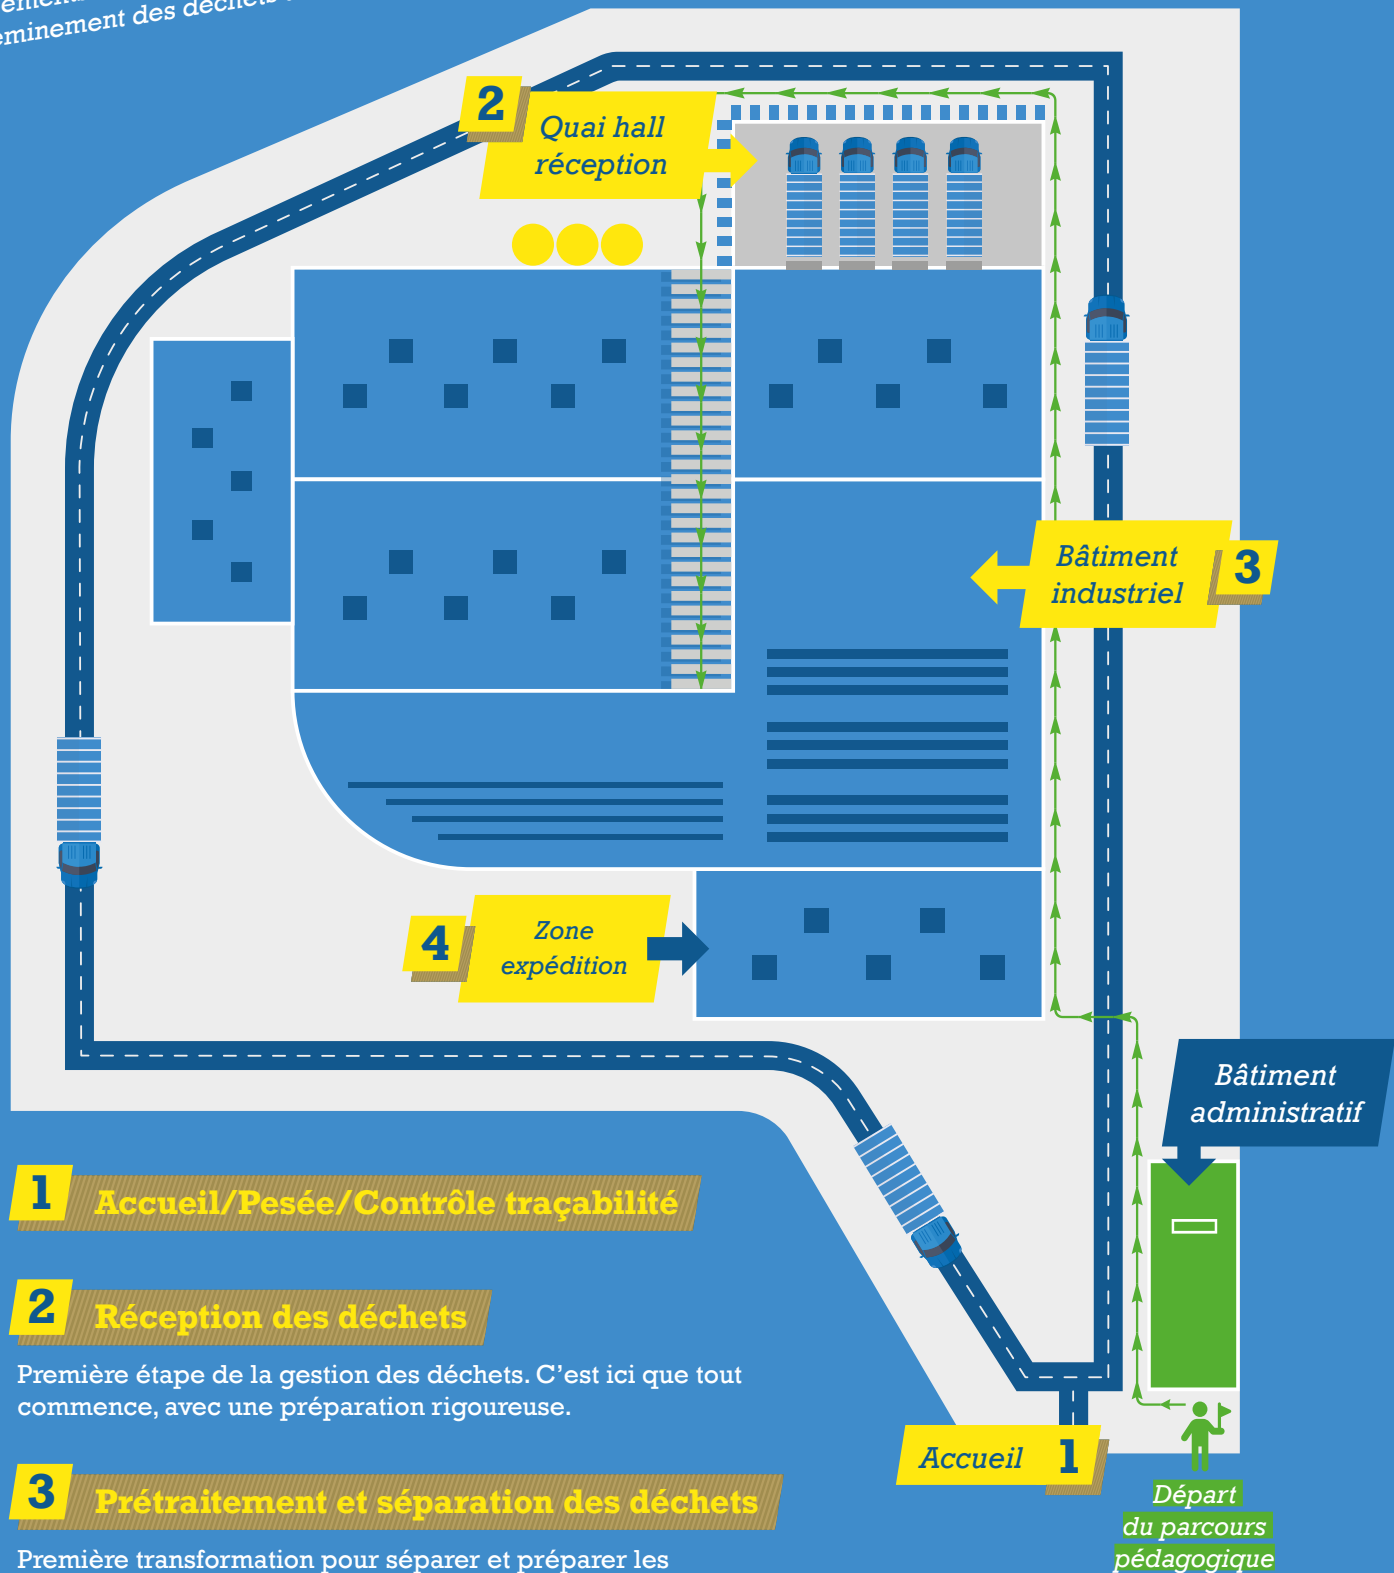 eminement des déchets
2
Quai hall
réception
Bâtiment
industriel
3
4
Zone
expédition
Bâtiment
administratif
1
Accueil/Pesée/Contrôle traçabilité
2
Réception des déchets
Première étape de la gestion des déchets. C’est ici que tout
commence, avec une préparation rigoureuse.
Accueil 1
Départ
du parcours
pédagogique
3
Prétraitement et séparation des déchets
Première transformation pour séparer et préparer les